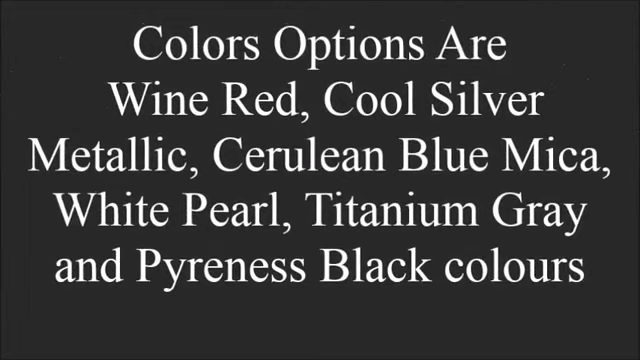 Colors Options Are
Wine Red, Cool Silver
Metallic, Cerulean Blue Mica,
White Pearl, Titanium Gray
and Pyreness Black colours